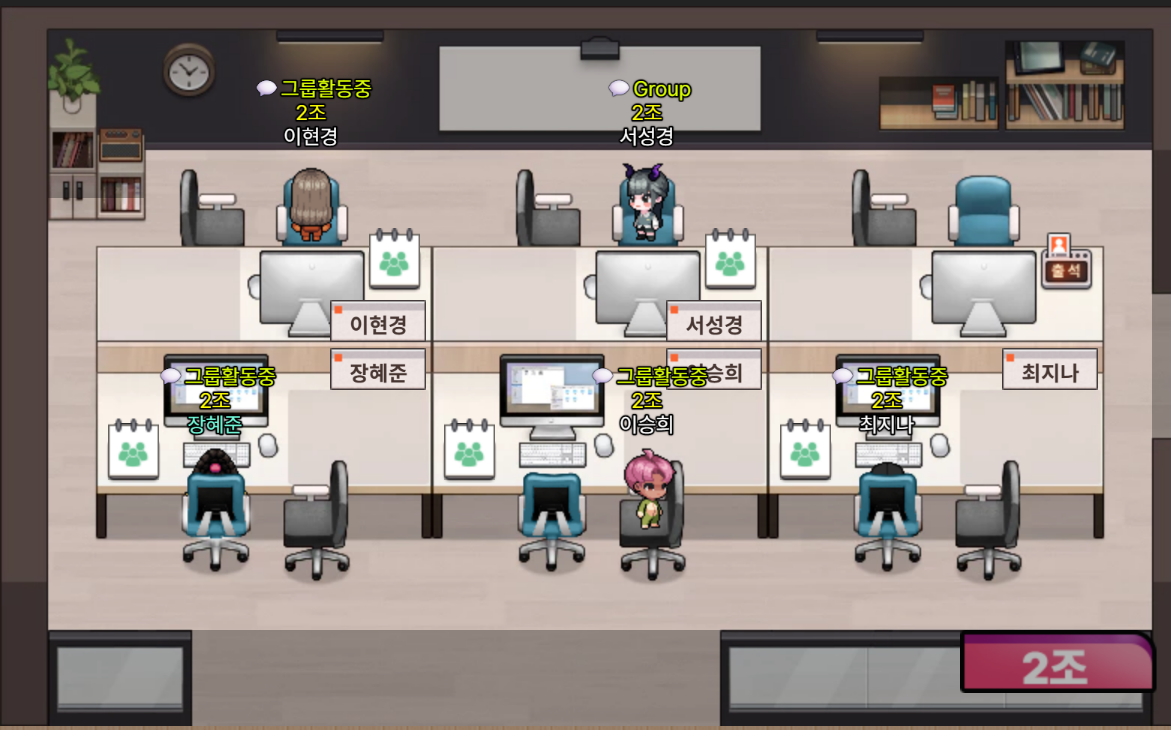 그룹활동중
2조
이현경
Group
2조
서성경
출석
이현경
서성경
장혜준
승희
최지나
그룹활동중
2조
장혜준
그룹활동중
2조
이승희
그룹활동중
2조
최지나
2조